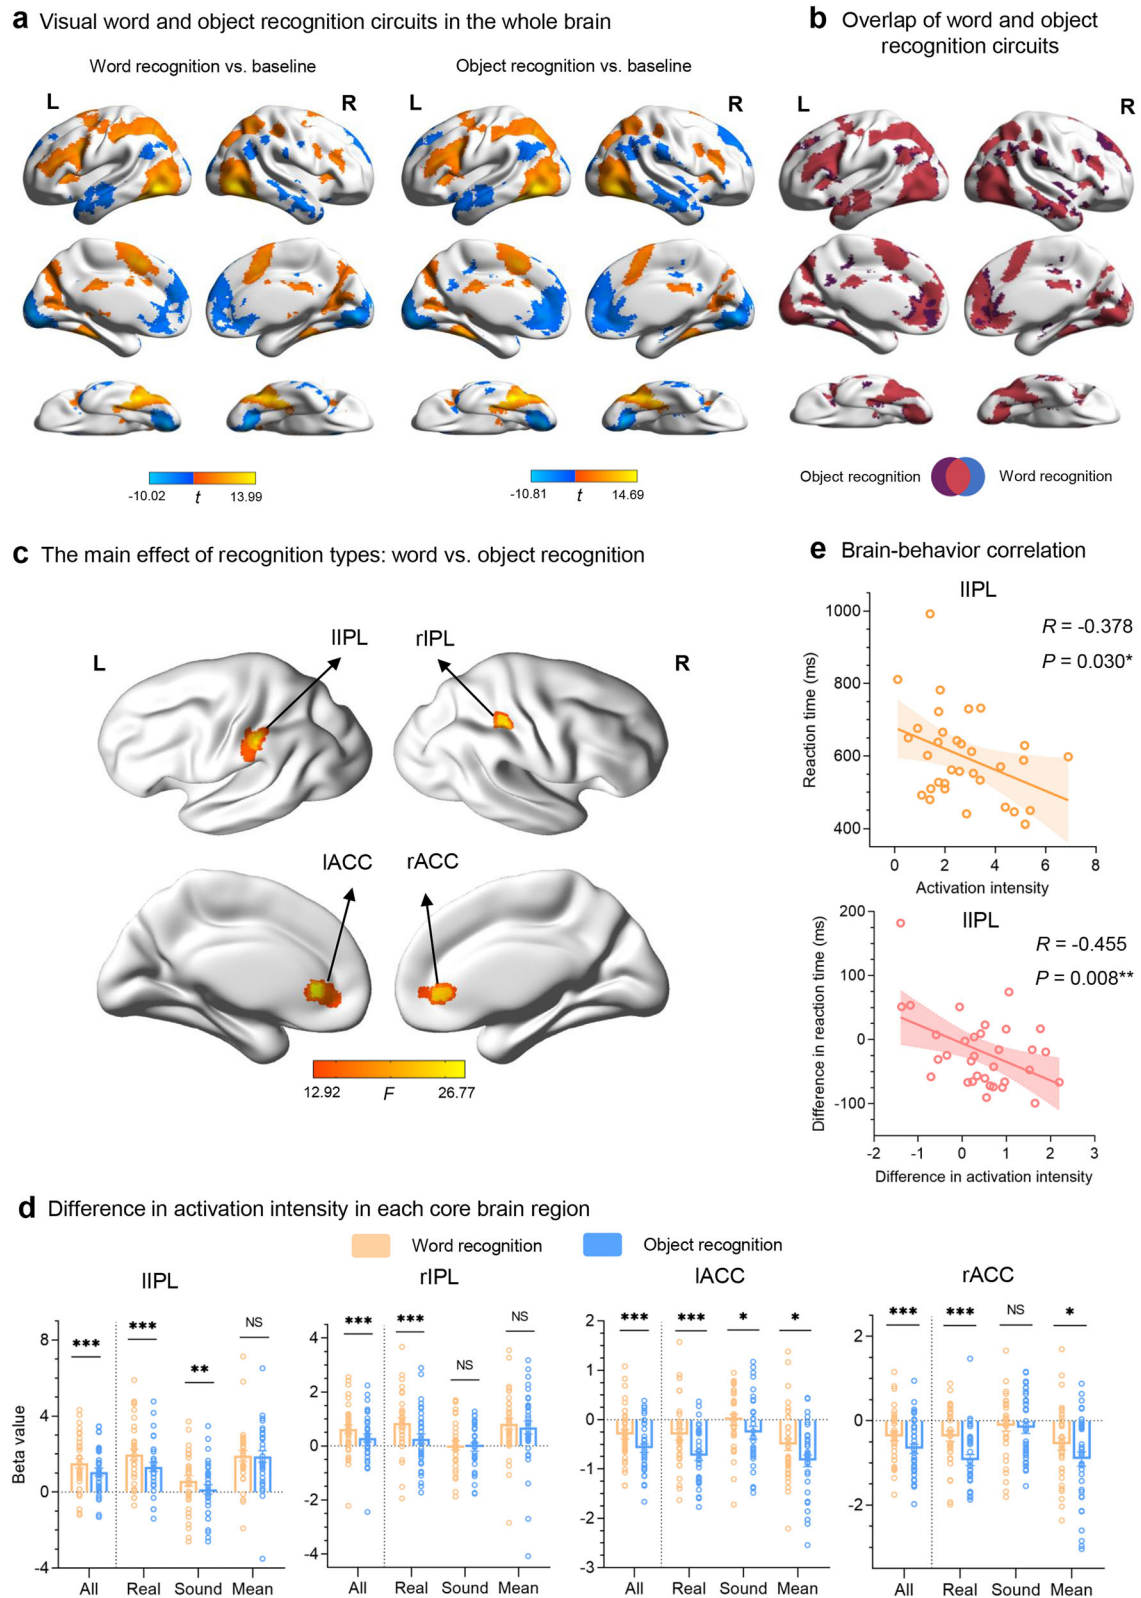 a Visual word and object recognition circuits in the whole brain
Word recognition vs. baseline
Object recognition vs. baseline
L
R
L
R
-10.02
t
13.99
-10.81
t
14.69
b Overlap of word and object
recognition circuits
L
R
Object recognition
Word recognition
c The main effect of recognition types: word vs. object recognition
L
lIPL
rIPL
R
lACC
rACC
12.92
F
26.77
e Brain-behavior correlation
lIPL
R = -0.378
P = 0.030*
Reaction time (ms)
1000
800
600
400
0 2 4 6 8
Activation intensity
lIPL
R = -0.455
P = 0.008**
Difference in reaction time (ms)
200
100
0
-100
-2 -1 0 1 2 3
Difference in activation intensity
d Difference in activation intensity in each core brain region
Word recognition
Object recognition
lIPL
Beta value
8
4
0
-4
***
***
**
NS
All Real Sound Mean
rIPL
4
2
0
-2
-4
***
***
NS
NS
All Real Sound Mean
lACC
2
1
0
-1
-2
-3
***
***
*
*
All Real Sound Mean
rACC
2
0
-2
***
***
NS
*
All Real Sound Mean